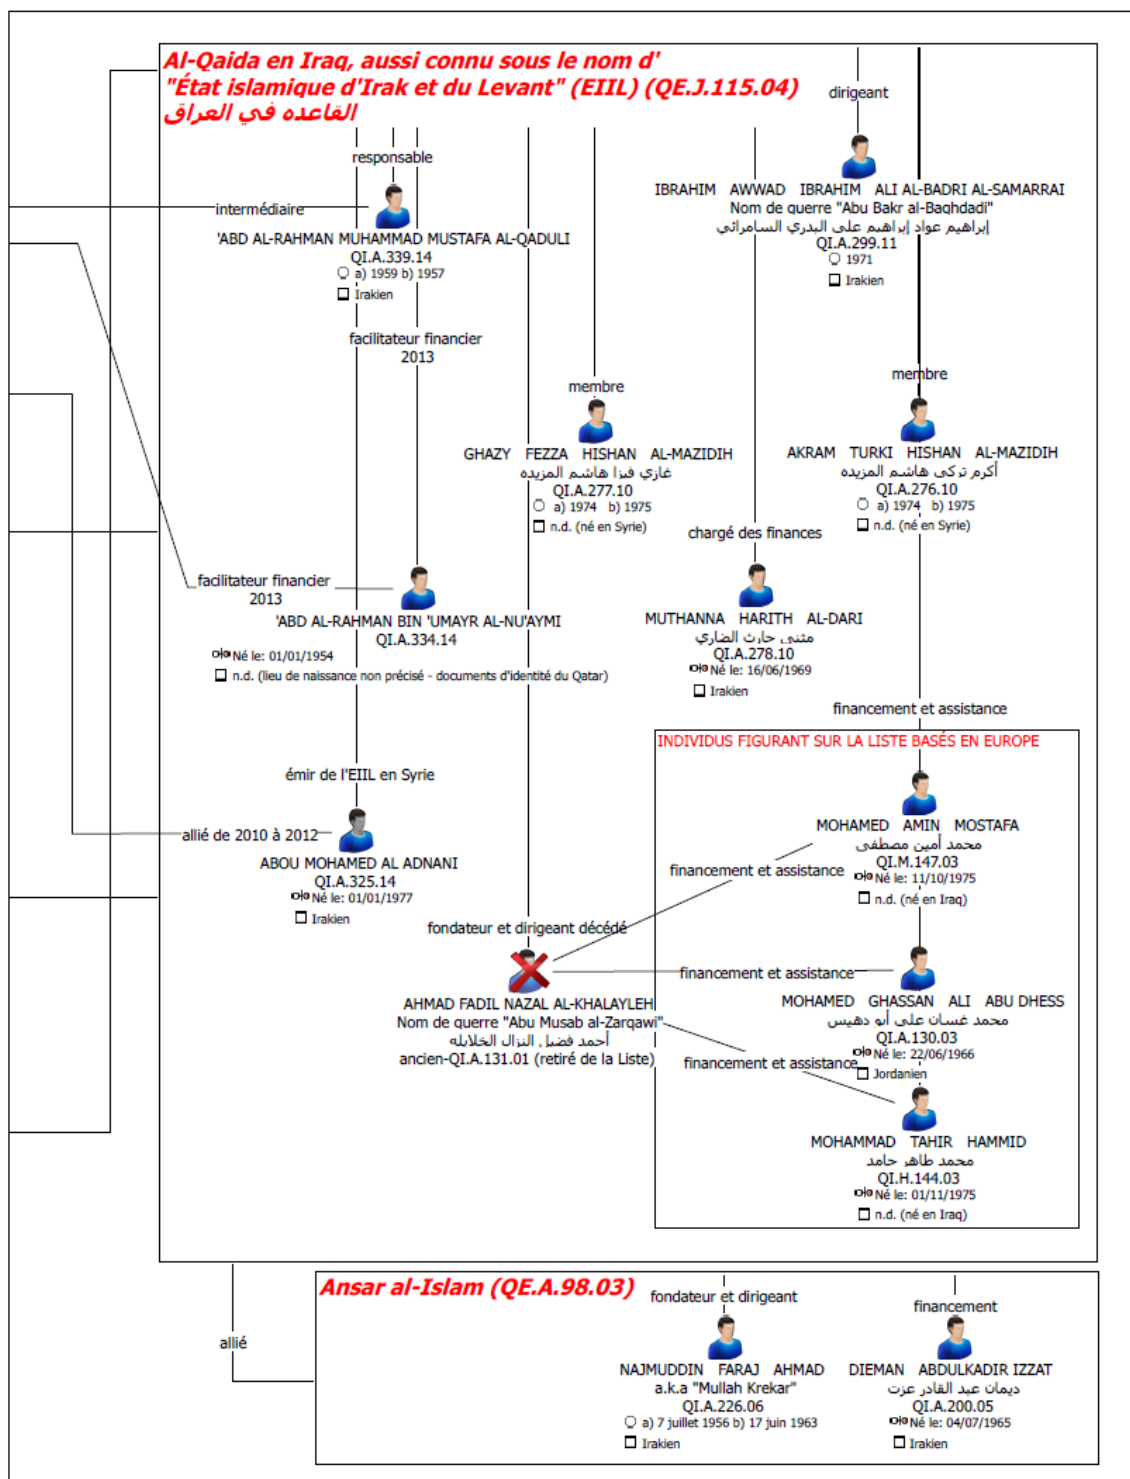 Al-Qaida en Iraq, aussi connu sous le nom d'
"État islamique d'Irak et du Levant" (EIIL) (QE.J.115.04)
القاعده في العراق
dirigeant
IBRAHIM AWWAD IBRAHIM ALI AL-BADRI AL-SAMARRAI
Nom de guerre "Abu Bakr al-Baghdadi"
إبراهيم عواد إبراهيم علي البدري السامرائي
QI.A.299.11
1971
Irakien
responsable
intermédiaire
'ABD AL-RAHMAN MUHAMMAD MUSTAFA AL-QADULI
QI.A.339.14
a) 1959 b) 1957
Irakien
facilitateur financier
2013
membre
GHAZY FEZZA HISHAN AL-MAZIDIH
غازي فيزا هاشم المزيده
QI.A.277.10
a) 1974 b) 1975
n.d. (né en Syrie)
membre
AKRAM TURKI HISHAN AL-MAZIDIH
أكرم تركي هاشم المزيده
QI.A.276.10
a) 1974 b) 1975
n.d. (né en Syrie)
chargé des finances
MUTHANNA HARITH AL-DARI
مثنى حارث الضاري
QI.A.278.10
Né le: 16/06/1969
Irakien
facilitateur financier
2013
'ABD AL-RAHMAN BIN 'UMAYR AL-NU'AYMI
QI.A.334.14
Né le: 01/01/1954
n.d. (lieu de naissance non précisé - documents d'identité du Qatar)
financement et assistance
INDIVIDUS FIGURANT SUR LA LISTE BASÉS EN EUROPE
MOHAMED AMIN MOSTAFA
محمد أمين مصطفى
QI.M.147.03
Né le: 11/10/1975
n.d. (né en Iraq)
émir de l'EIIL en Syrie
allié de 2010 à 2012
ABOU MOHAMED AL ADNANI
QI.A.325.14
Né le: 01/01/1977
Irakien
financement et assistance
fondateur et dirigeant décédé
AHMAD FADIL NAZAL AL-KHALAYLEH
Nom de guerre "Abu Musab al-Zarqawi"
أحمد فضيل النزال الخلايله
ancien-QI.A.131.01 (retiré de la Liste)
financement et assistance
MOHAMED GHASSAN ALI ABU DHESS
محمد غسان علي أبو دهيس
QI.A.130.03
Né le: 22/06/1966
Jordanien
financement et assistance
MOHAMMAD TAHIR HAMMID
محمد طاهر حامد
QI.H.144.03
Né le: 01/11/1975
n.d. (né en Iraq)
allié
Ansar al-Islam (QE.A.98.03)
fondateur et dirigeant
NAJMUDDIN FARAJ AHMAD
a.k.a "Mullah Krekar"
QI.A.226.06
a) 7 juillet 1956 b) 17 juin 1963
Irakien
financement
DIEMAN ABDULKADIR IZZAT
ديمان عبد القادر عزت
QI.A.200.05
Né le: 04/07/1965
Irakien